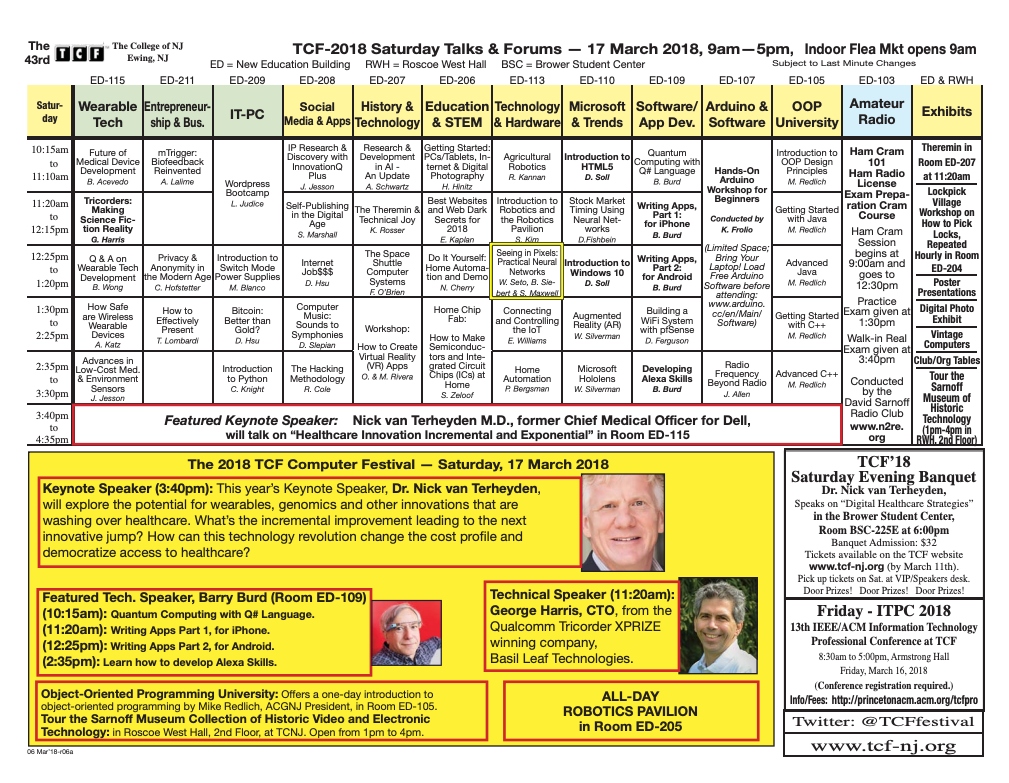 The
43rd
TCF
The College of NJ
Ewing, NJ
TCF-2018 Saturday Talks & Forums — 17 March 2018, 9am—5pm, Indoor Flea Mkt opens 9am
ED = New Education Building RWH = Roscoe West Hall BSC = Brower Student Center
Subject to Last Minute Changes
ED-115 ED-211 ED-209 ED-208 ED-207 ED-206 ED-113 ED-110 ED-109 ED-107 ED-105 ED-103 ED & RWH
Satur-
day
Wearable
Tech
Entrepreneur-
ship & Bus.
IT-PC
Social
Media & Apps
History &
Technology
Education
& STEM
Technology
& Hardware
Microsoft
& Trends
Software/
App Dev.
Arduino &
Software
OOP
University
Amateur
Radio
Exhibits
10:15am
to
11:10am
Future of
Medical Device
Development
B. Acevedo
mTrigger:
Biofeedback
Reinvented
A. Lalime
Wordpress
Bootcamp
L. Judice
IP Research &
Discovery with
InnovationQ
Plus
J. Jesson
Research &
Development
in AI -
An Update
A. Schwartz
Getting Started:
PCs/Tablets, In-
ternet & Digital
Photography
H. Hinitz
Agricultural
Robotics
R. Kannan
Introduction to
HTML5
D. Soll
Quantum
Computing with
Q# Language
B. Burd
Hands-On
Arduino
Workshop for
Beginners
Conducted by
K. Frolio
(Limited Space;
Bring Your
Laptop! Load
Free Arduino
Software before
attending:
www.arduino.
cc/en/Main/
Software)
Introduction to
OOP Design
Principles
M. Redlich
Ham Cram
101
Ham Radio
License
Exam Prepa-
ration Cram
Course
Ham Cram
Session
begins at
9:00am and
goes to
12:30pm
Practice
Exam given at
1:30pm
Walk-in Real
Exam given at
3:40pm
Conducted
by the
David Sarnoff
Radio Club
www.n2re.
org
Theremin in
Room ED-207
at 11:20am
Lockpick
Village
Workshop on
How to Pick
Locks,
Repeated
Hourly in Room
ED-204
Poster
Presentations
Digital Photo
Exhibit
Vintage
Computers
Club/Org Tables
Tour the
Sarnoff
Museum of
Historic
Technology
(1pm-4pm in
RWH, 2nd Floor)
11:20am
to
12:15pm
Tricorders:
Making
Science Fic-
tion Reality
G. Harris
Self-Publishing
in the Digital
Age
S. Marshall
The Theremin &
Technical Joy
K. Rosser
Best Websites
and Web Dark
Secrets for
2018
E. Kaplan
Introduction to
Robotics and
the Robotics
Pavilion
S. Kim
Stock Market
Timing Using
Neural Net-
works
D.Fishbein
Writing Apps,
Part 1:
for iPhone
B. Burd
Getting Started
with Java
M. Redlich
12:25pm
to
1:20pm
Q & A on
Wearable Tech
Development
B. Wong
Privacy &
Anonymity in
the Modern Age
C. Hofstetter
Introduction to
Switch Mode
Power Supplies
M. Blanco
Internet
Job$$$
D. Hsu
The Space
Shuttle
Computer
Systems
F. O'Brien
Do It Yourself:
Home Automa-
tion and Demo
N. Cherry
Seeing in Pixels:
Practical Neural
Networks
W. Seto, B. Sie-
bert & S. Maxwell
Introduction to
Windows 10
D. Soll
Writing Apps,
Part 2:
for Android
B. Burd
Advanced
Java
M. Redlich
1:30pm
to
2:25pm
How Safe
are Wireless
Wearable
Devices
A. Katz
How to
Effectively
Present
T. Lombardi
Bitcoin:
Better than
Gold?
D. Hsu
Computer
Music:
Sounds to
Symphonies
D. Slepian
Workshop:
How to Create
Virtual Reality
(VR) Apps
O. & M. Rivera
Home Chip
Fab:
How to Make
Semiconduc-
tors and Inte-
grated Circuit
Chips (ICs) at
Home
S. Zeloof
Connecting
and Controlling
the IoT
E. Williams
Augmented
Reality (AR)
W. Silverman
Building a
WiFi System
with pfSense
D. Ferguson
Getting Started
with C++
M. Redlich
2:35pm
to
3:30pm
Advances in
Low-Cost Med.
& Environment
Sensors
J. Jesson
Introduction
to Python
C. Knight
The Hacking
Methodology
R. Cole
Home
Automation
P. Bergsman
Microsoft
Hololens
W. Silverman
Developing
Alexa Skills
B. Burd
Radio
Frequency
Beyond Radio
J. Allen
Advanced C++
M. Redlich
3:40pm
to
4:35pm
Featured Keynote Speaker: Nick van Terheyden M.D., former Chief Medical Officer for Dell,
will talk on “Healthcare Innovation Incremental and Exponential” in Room ED-115
The 2018 TCF Computer Festival — Saturday, 17 March 2018
Keynote Speaker (3:40pm): This year's Keynote Speaker, Dr. Nick van Terheyden,
will explore the potential for wearables, genomics and other innovations that are
washing over healthcare. What's the incremental improvement leading to the next
innovative jump? How can this technology revolution change the cost profile and
democratize access to healthcare?
Featured Tech. Speaker, Barry Burd (Room ED-109)
(10:15am): Quantum Computing with Q# Language.
(11:20am): Writing Apps Part 1, for iPhone.
(12:25pm): Writing Apps Part 2, for Android.
(2:35pm): Learn how to develop Alexa Skills.
Technical Speaker (11:20am):
George Harris, CTO, from the
Qualcomm Tricorder XPRIZE
winning company,
Basil Leaf Technologies.
Object-Oriented Programming University: Offers a one-day introduction to
object-oriented programming by Mike Redlich, ACGNJ President, in Room ED-105.
Tour the Sarnoff Museum Collection of Historic Video and Electronic
Technology: in Roscoe West Hall, 2nd Floor, at TCNJ. Open from 1pm to 4pm.
ALL-DAY
ROBOTICS PAVILION
in Room ED-205
TCF'18
Saturday Evening Banquet
Dr. Nick van Terheyden,
Speaks on “Digital Healthcare Strategies”
in the Brower Student Center,
Room BSC-225E at 6:00pm
Banquet Admission: $32
Tickets available on the TCF website
www.tcf-nj.org (by March 11th).
Pick up tickets on Sat. at VIP/Speakers desk.
Door Prizes! Door Prizes! Door Prizes!
Friday - ITPC 2018
13th IEEE/ACM Information Technology
Professional Conference at TCF
8:30am to 5:00pm, Armstrong Hall
Friday, March 16, 2018
(Conference registration required.)
Info/Fees: http://princetonacm.acm.org/tcfpro
Twitter: @TCFfestival
www.tcf-nj.org
06 Mar'18-r06a